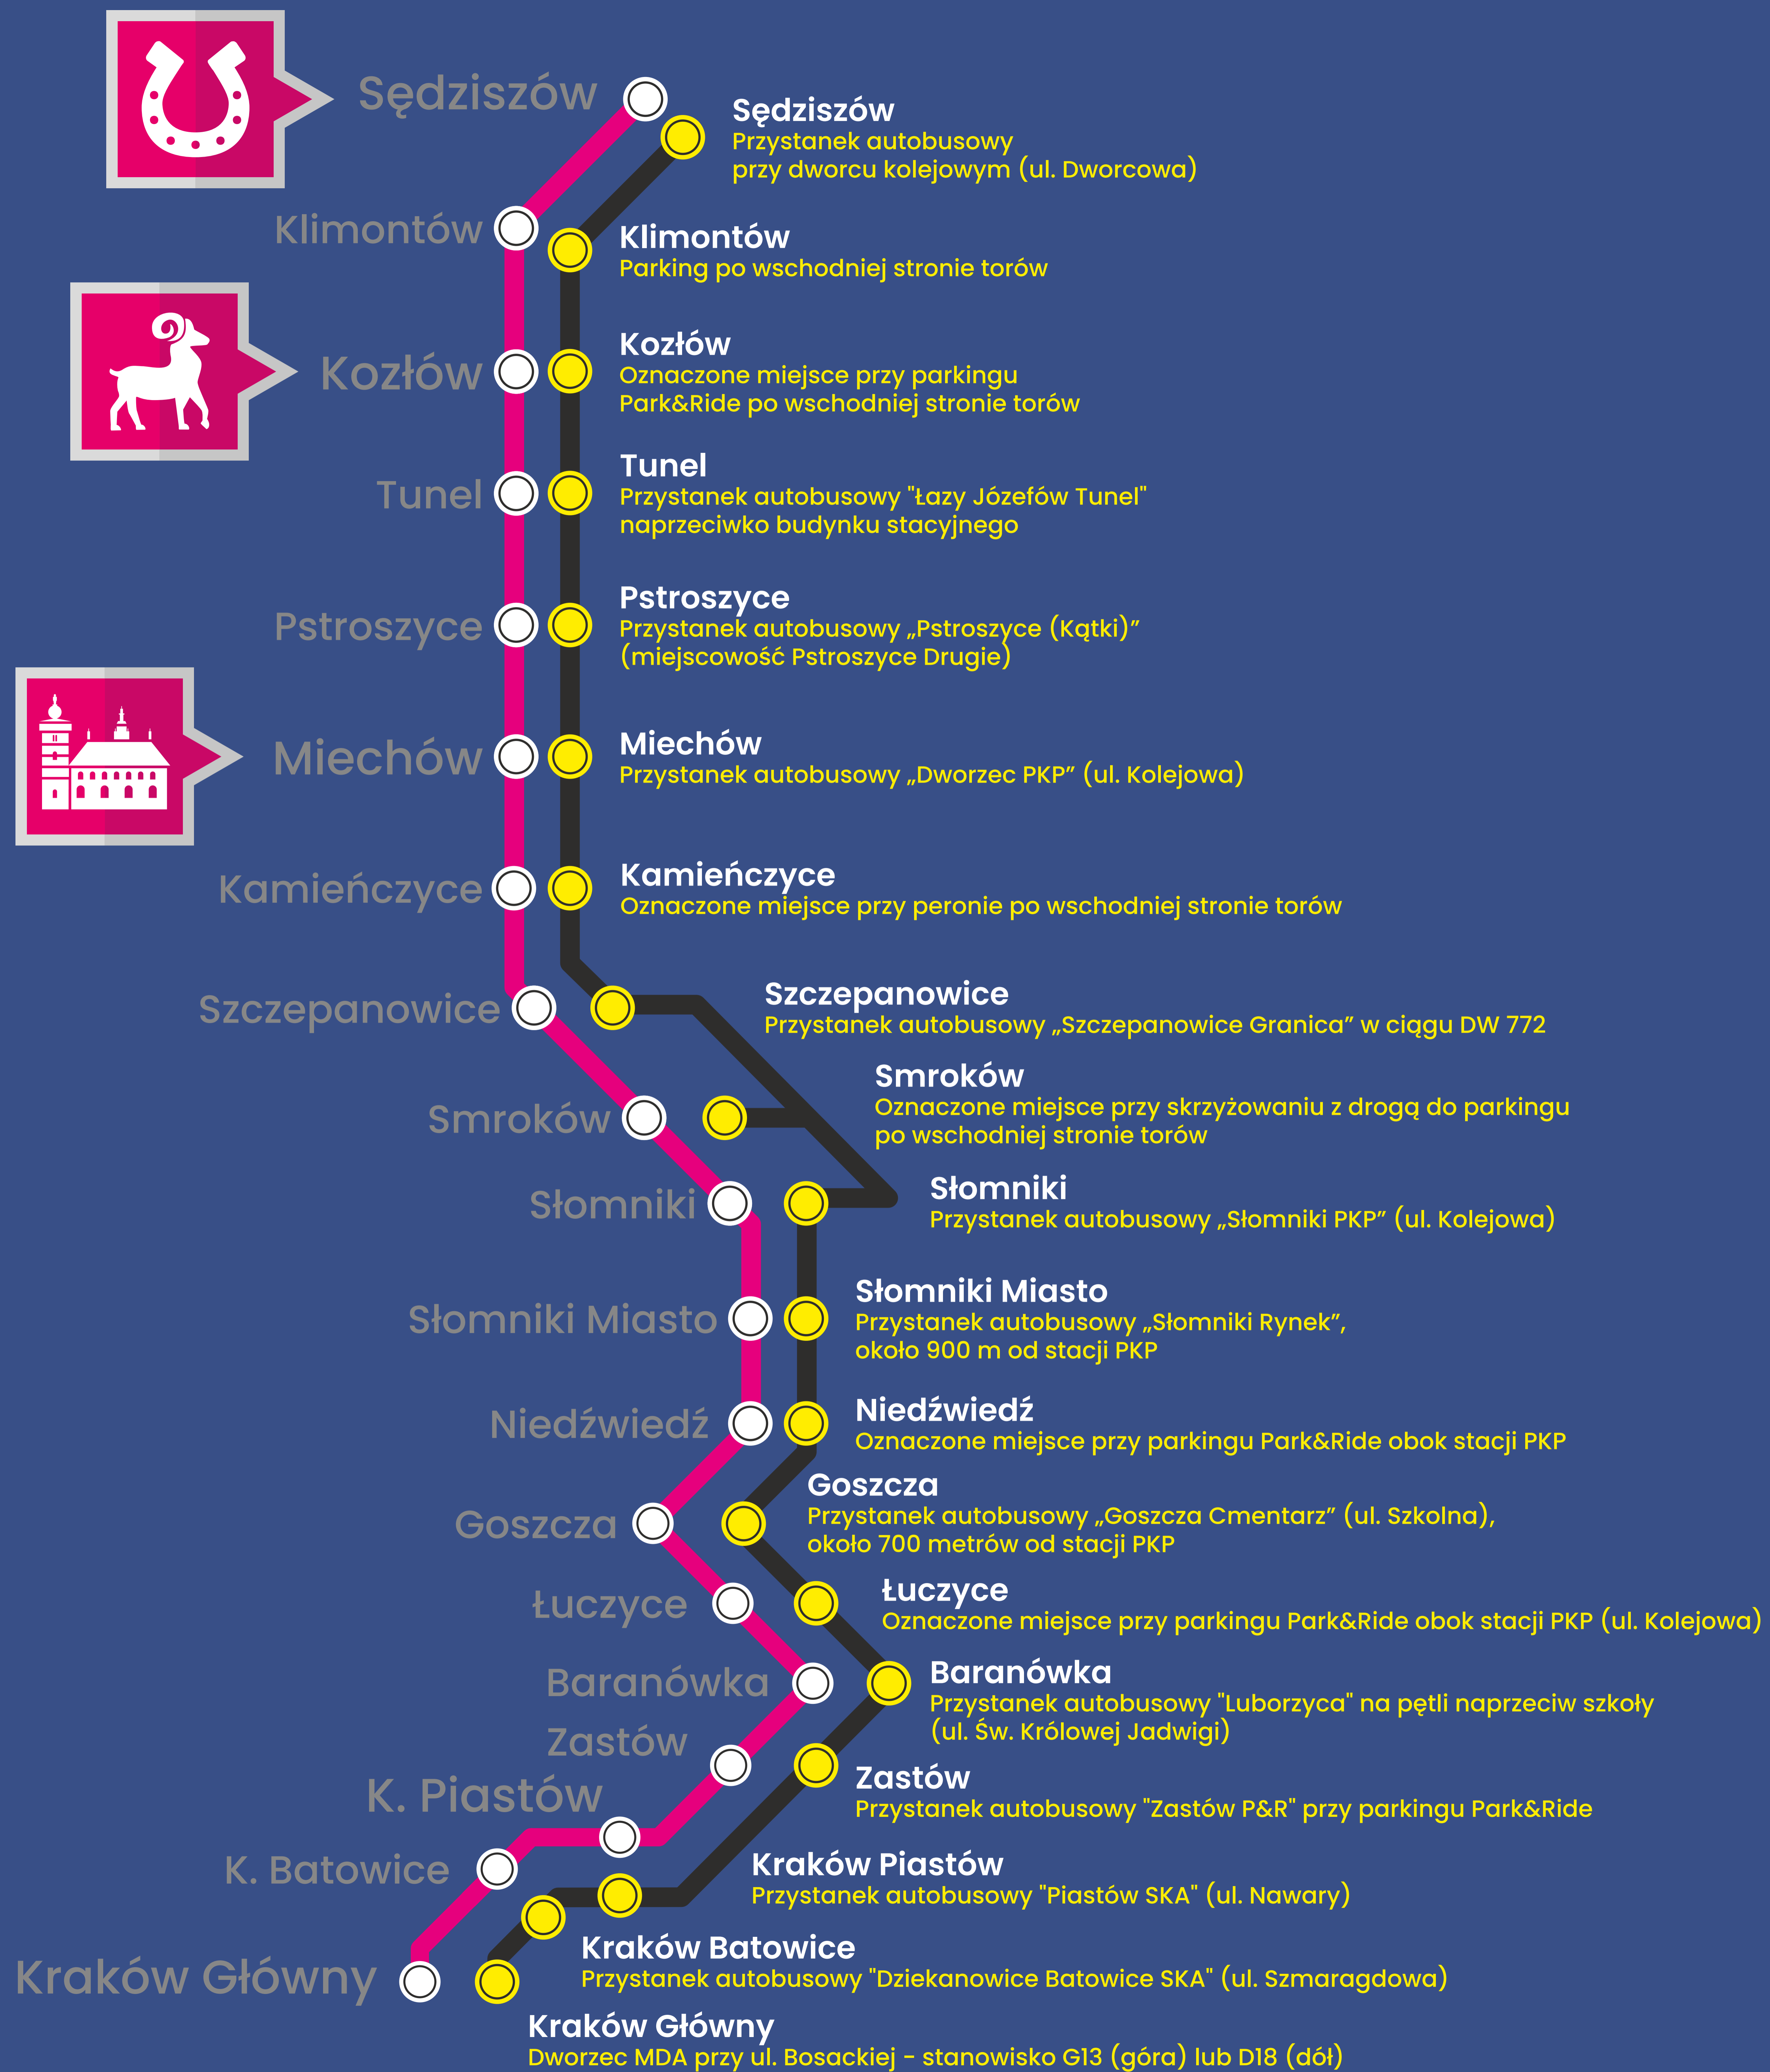 Sędziszów
Sędziszów
Przystanek autobusowy
przy dworcu kolejowym (ul. Dworcowa)
Klimontów
Klimontów
Parking po wschodniej stronie torów
Kozłów
Kozłów
Oznaczone miejsce przy parkingu
Park&Ride po wschodniej stronie torów
Tunel
Tunel
Przystanek autobusowy "Łazy Józefów Tunel"
naprzeciwko budynku stacyjnego
Pstroszyce
Pstroszyce
Przystanek autobusowy „Pstroszyce (Kątki)”
(miejscowość Pstroszyce Drugie)
Miechów
Miechów
Przystanek autobusowy „Dworzec PKP” (ul. Kolejowa)
Kamieńczyce
Kamieńczyce
Oznaczone miejsce przy peronie po wschodniej stronie torów
Szczepanowice
Szczepanowice
Przystanek autobusowy „Szczepanowice Granica” w ciągu DW 772
Smroków
Smroków
Oznaczone miejsce przy skrzyżowaniu z drogą do parkingu
po wschodniej stronie torów
Słomniki
Słomniki
Przystanek autobusowy „Słomniki PKP” (ul. Kolejowa)
Słomniki Miasto
Słomniki Miasto
Przystanek autobusowy „Słomniki Rynek”,
około 900 m od stacji PKP
Niedźwiedź
Niedźwiedź
Oznaczone miejsce przy parkingu Park&Ride obok stacji PKP
Goszcza
Goszcza
Przystanek autobusowy „Goszcza Cmentarz” (ul. Szkolna),
około 700 metrów od stacji PKP
Łuczyce
Łuczyce
Oznaczone miejsce przy parkingu Park&Ride obok stacji PKP (ul. Kolejowa)
Baranówka
Baranówka
Przystanek autobusowy "Luborzyca" na pętli naprzeciw szkoły
(ul. Św. Królowej Jadwigi)
Zastów
Zastów
Przystanek autobusowy "Zastów P&R" przy parkingu Park&Ride
K. Piastów
Kraków Piastów
Przystanek autobusowy "Piastów SKA" (ul. Nawary)
K. Batowice
Kraków Batowice
Przystanek autobusowy "Dziekanowice Batowice SKA" (ul. Szmaragdowa)
Kraków Główny
Kraków Główny
Dworzec MDA przy ul. Bosackiej - stanowisko G13 (góra) lub D18 (dół)